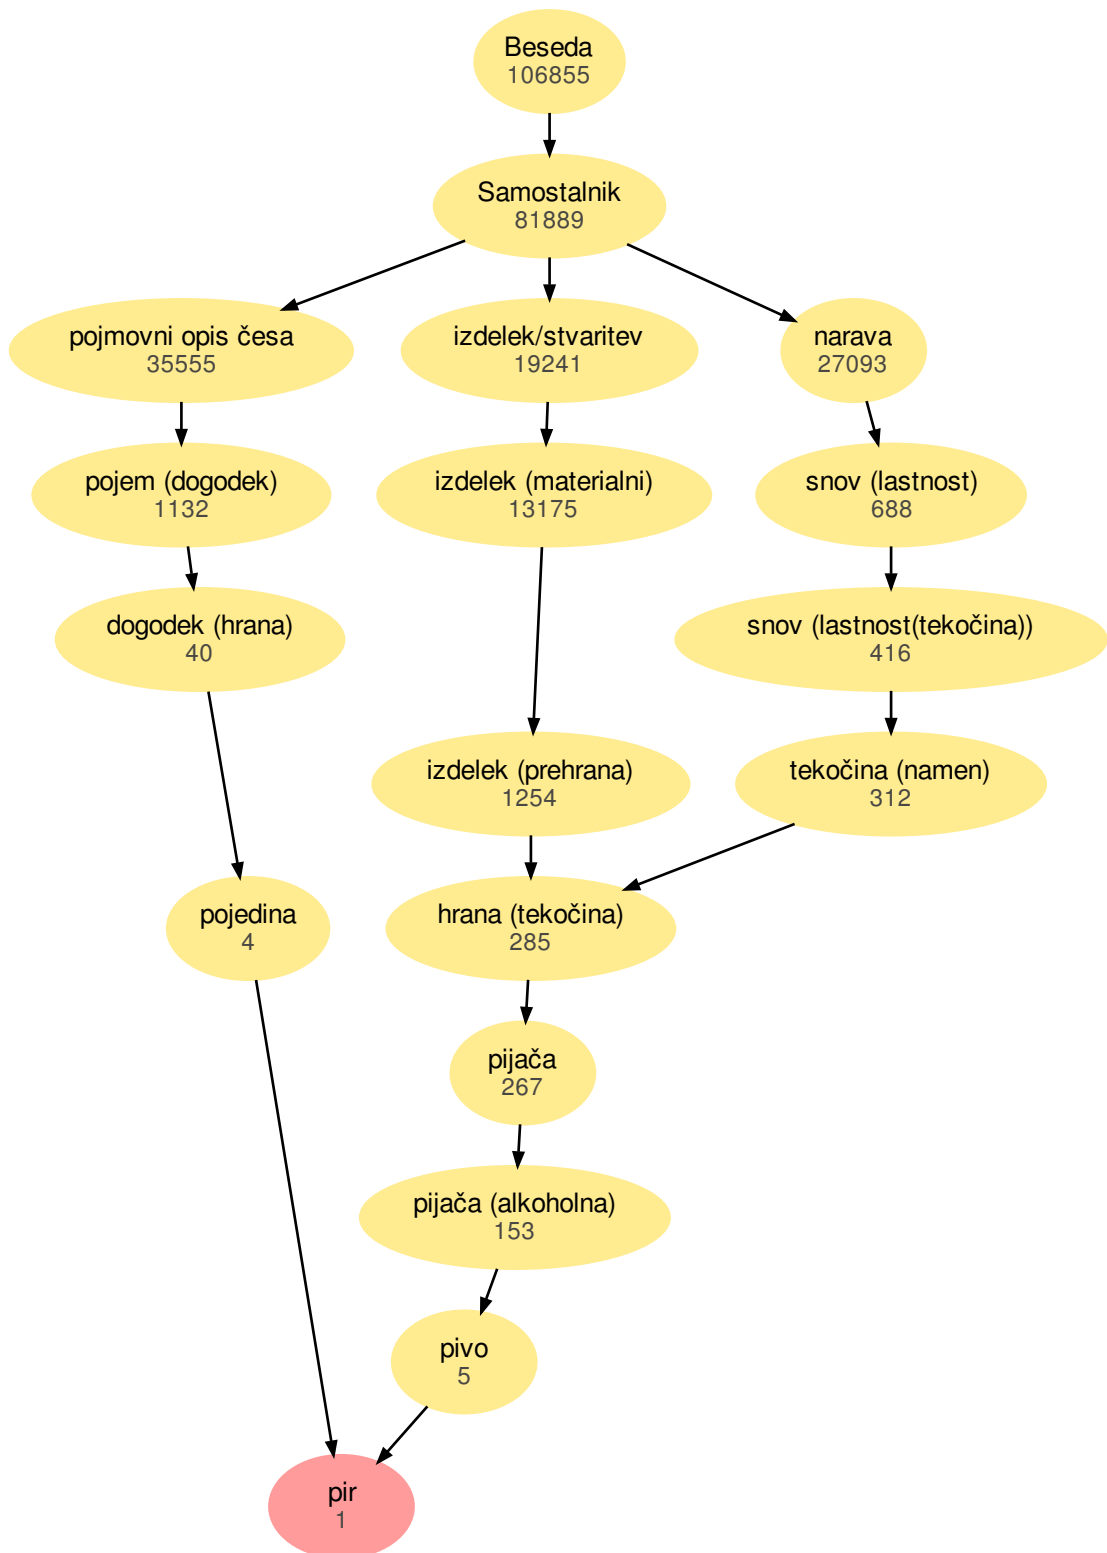 Beseda
106855
Samostalnik
81889
pojmovni opis česa
35555
izdelek/stvaritev
19241
narava
27093
pojem (dogodek)
1132
izdelek (materialni)
13175
snov (lastnost)
688
dogodek (hrana)
40
snov (lastnost(tekočina))
416
izdelek (prehrana)
1254
tekočina (namen)
312
pojedina
4
hrana (tekočina)
285
pijača
267
pijača (alkoholna)
153
pivo
5
pir
1